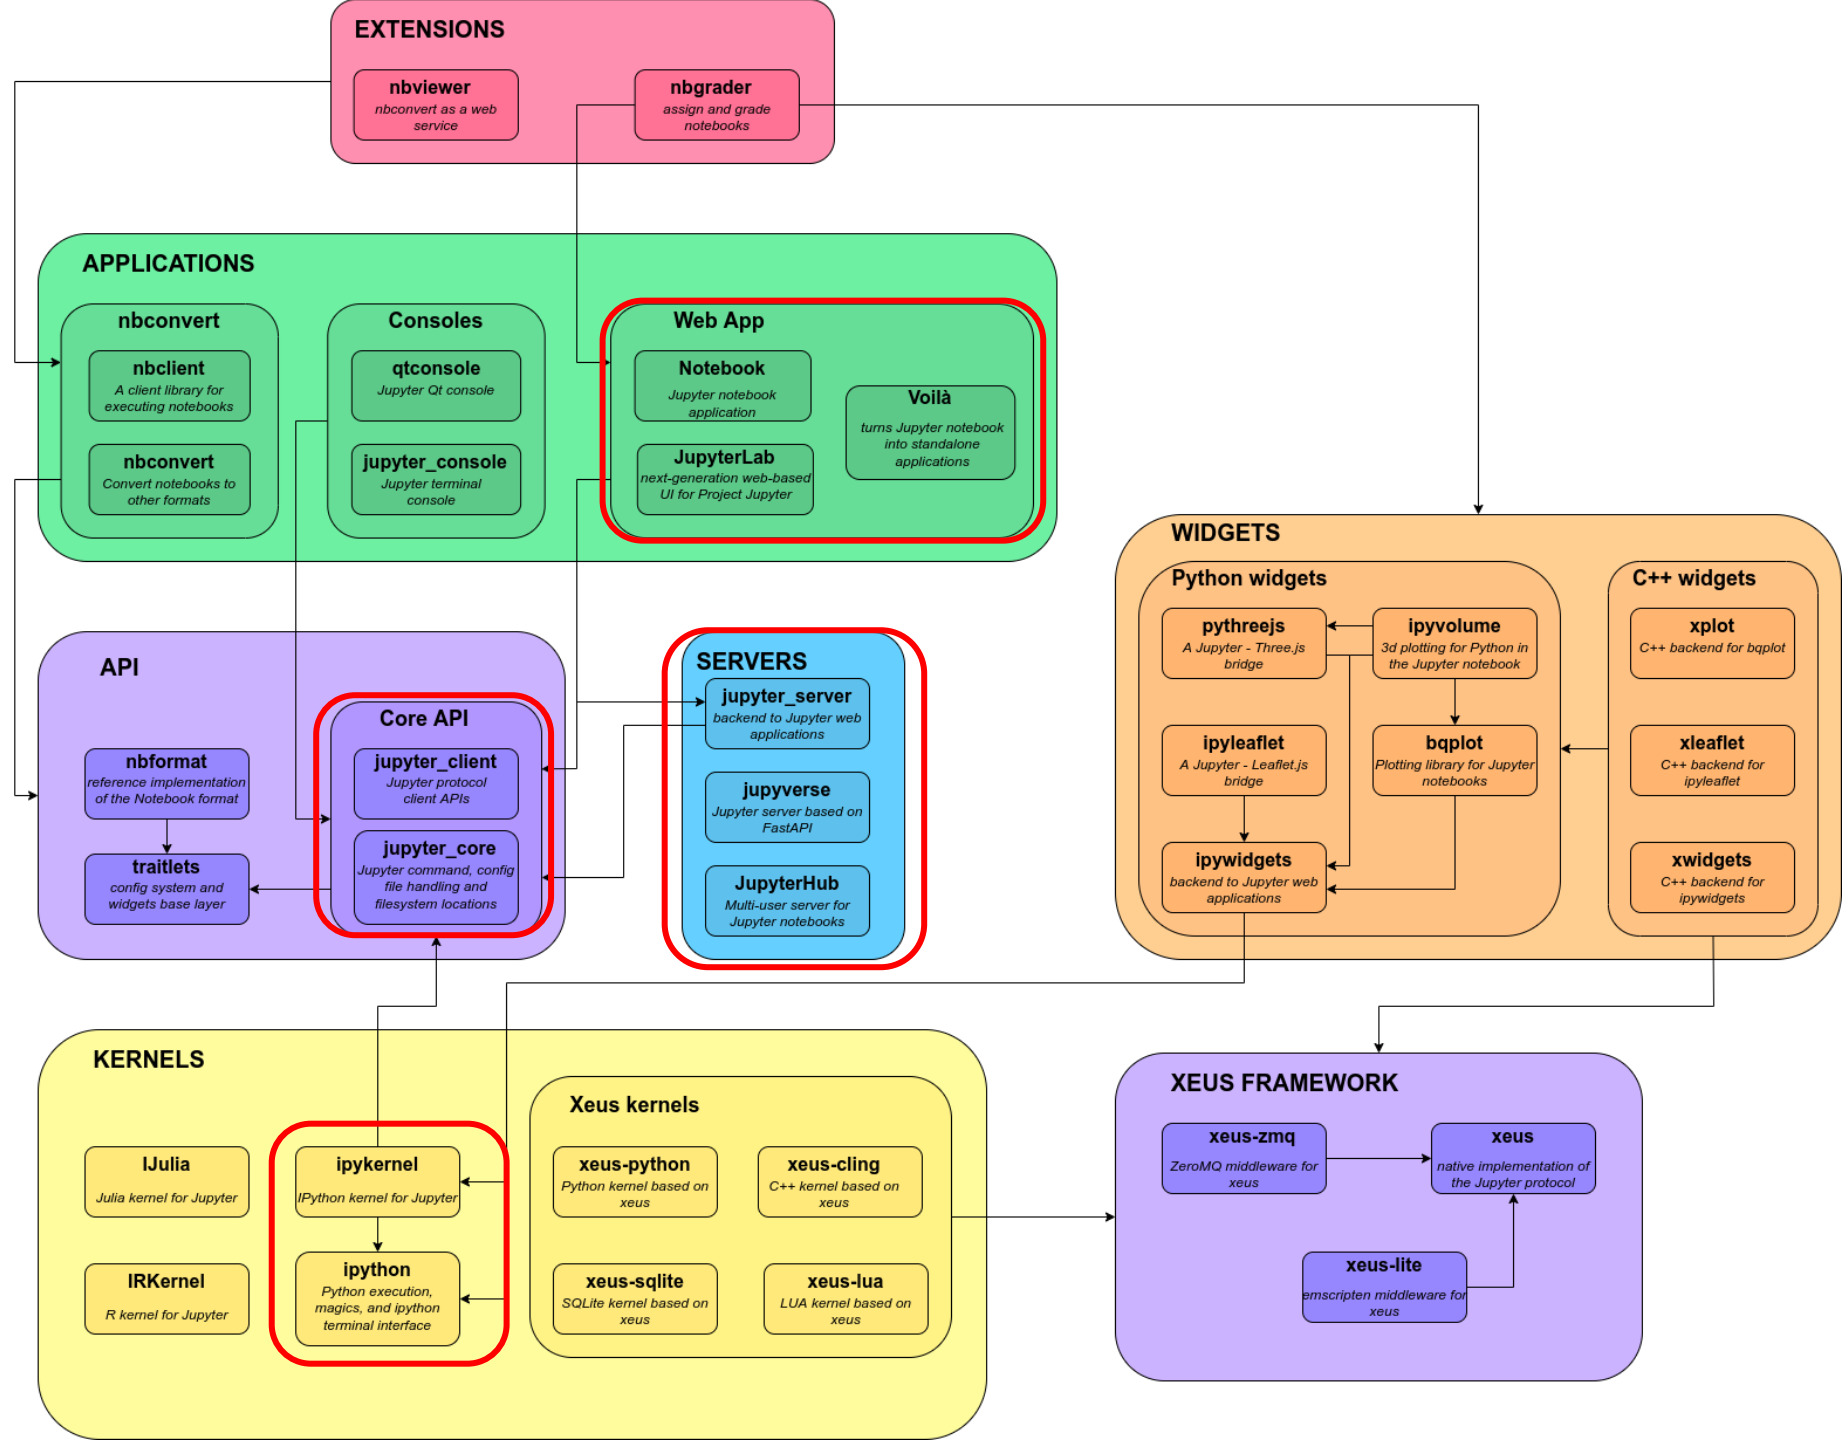 EXTENSIONS
nbviewer
nbconvert as a web
service
nbgrader
assign and grade
notebooks
APPLICATIONS
nbconvert
nbclient
A client library for
executing notebooks
nbconvert
Convert notebooks to
other formats
Consoles
qtconsole
Jupyter Qt console
jupyter_console
Jupyter terminal
console
Web App
Notebook
Jupyter notebook
application
JupyterLab
next-generation web-based
UI for Project Jupyter
Voilà
turns Jupyter notebook
into standalone
applications
API
nbformat
reference implementation
of the Notebook format
traitlets
config system and
widgets base layer
Core API
jupyter_client
Jupyter protocol
client APIs
jupyter_core
Jupyter command, config
file handling and
filesystem locations
SERVERS
jupyter_server
backend to Jupyter web
applications
jupyverse
Jupyter server based on
FastAPI
JupyterHub
Multi-user server for
Jupyter notebooks
WIDGETS
Python widgets
pythreejs
A Jupyter - Three.js
bridge
ipyvolume
3d plotting for Python in
the Jupyter notebook
ipyleaflet
A Jupyter - Leaflet.js
bridge
bqplot
Plotting library for Jupyter
notebooks
ipywidgets
backend to Jupyter web
applications
C++ widgets
xplot
C++ backend for bqplot
xleaflet
C++ backend for
ipyleaflet
xwidgets
C++ backend for
ipywidgets
KERNELS
IJulia
Julia kernel for Jupyter
IRKernel
R kernel for Jupyter
ipykernel
IPython kernel for Jupyter
ipython
Python execution,
magics, and ipython
terminal interface
Xeus kernels
xeus-python
Python kernel based on
xeus
xeus-cling
C++ kernel based on
xeus
xeus-sqlite
SQLite kernel based on
xeus
xeus-lua
LUA kernel based on
xeus
XEUS FRAMEWORK
xeus-zmq
ZeroMQ middleware for
xeus
xeus
native implementation of
the Jupyter protocol
xeus-lite
emscripten middleware for
xeus